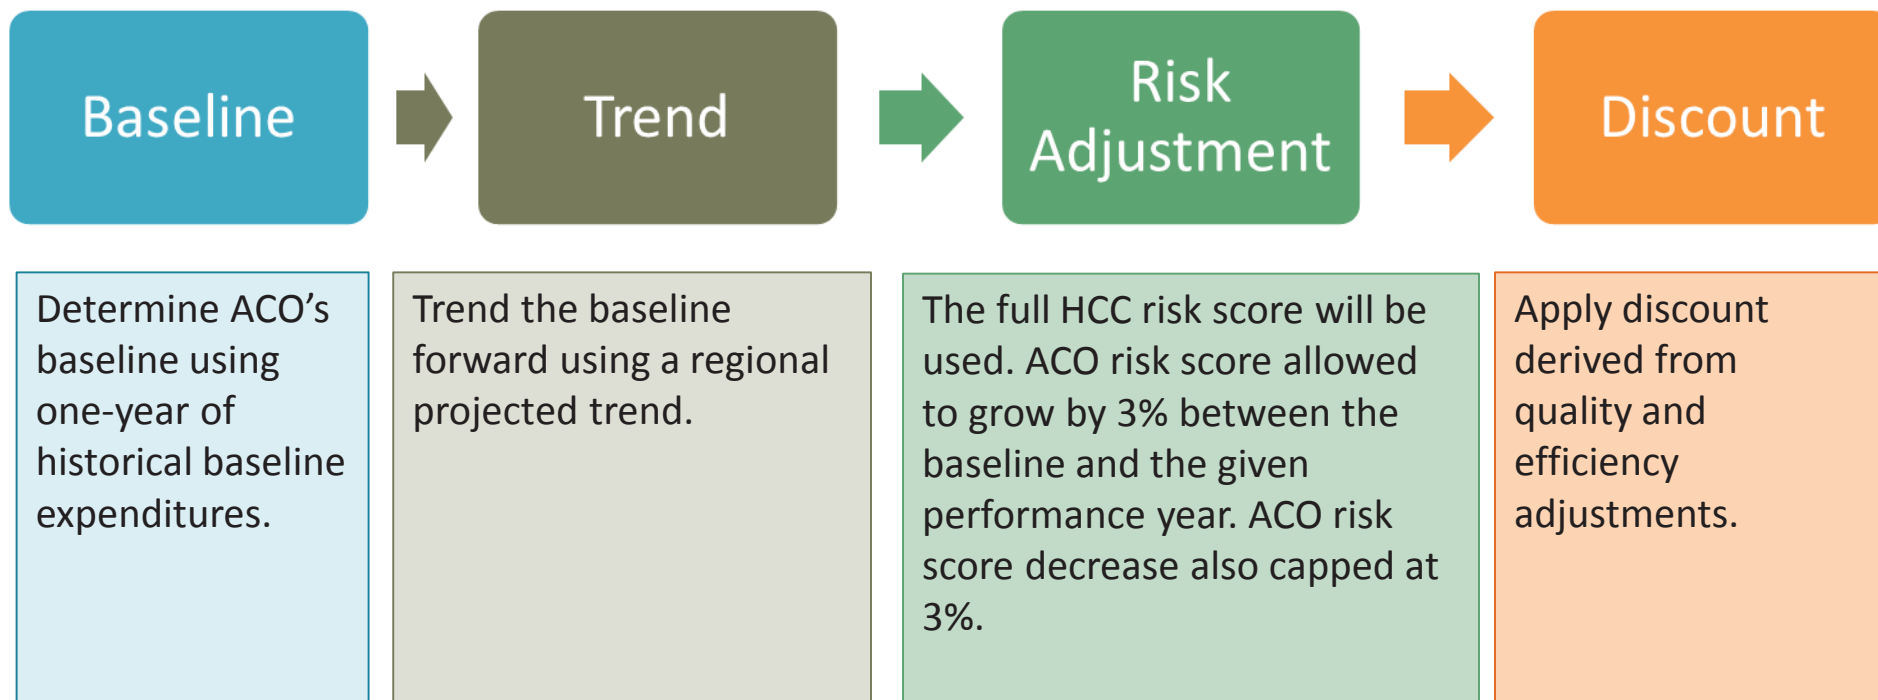 Baseline
Trend
Risk
Adjustment
Discount
Determine ACO’s
baseline using
one-year of
historical baseline
expenditures.
Trend the baseline
forward using a regional
projected trend.
The full HCC risk score will be
used. ACO risk score allowed
to grow by 3% between the
baseline and the given
performance year. ACO risk
score decrease also capped at
3%.
Apply discount
derived from
quality and
efficiency
adjustments.